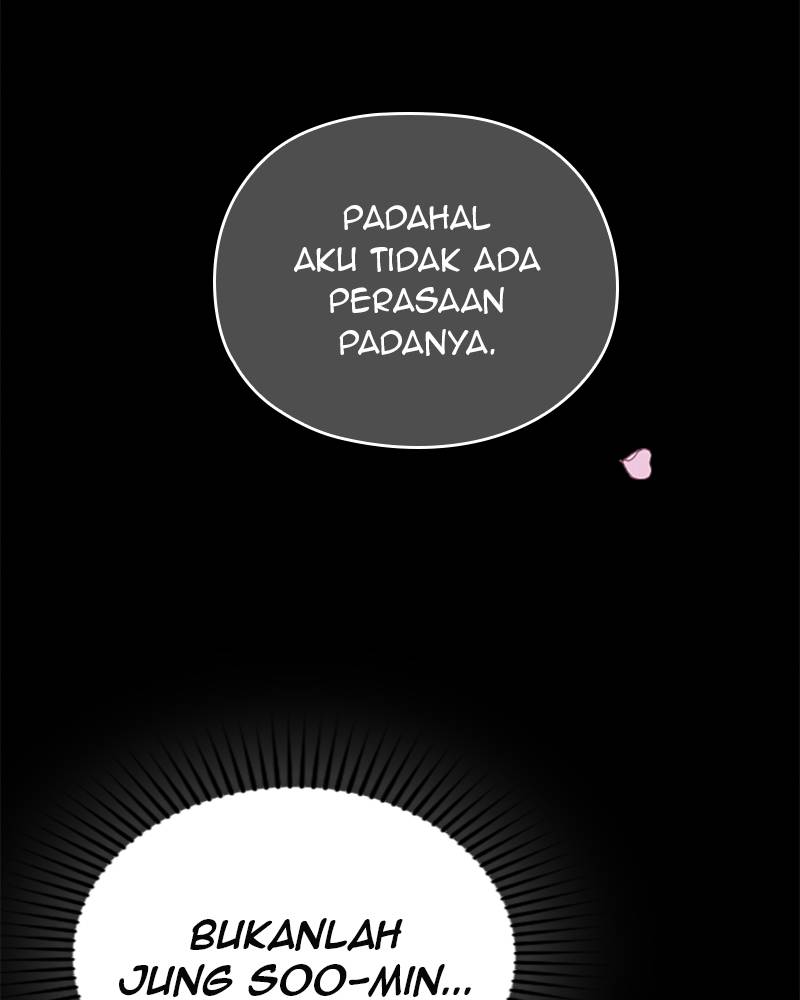 PADAHAL
AKU TIDAK ADA
PERASAAN
PADANYA.
BUKANLAH
JUNG SOO-MIN...